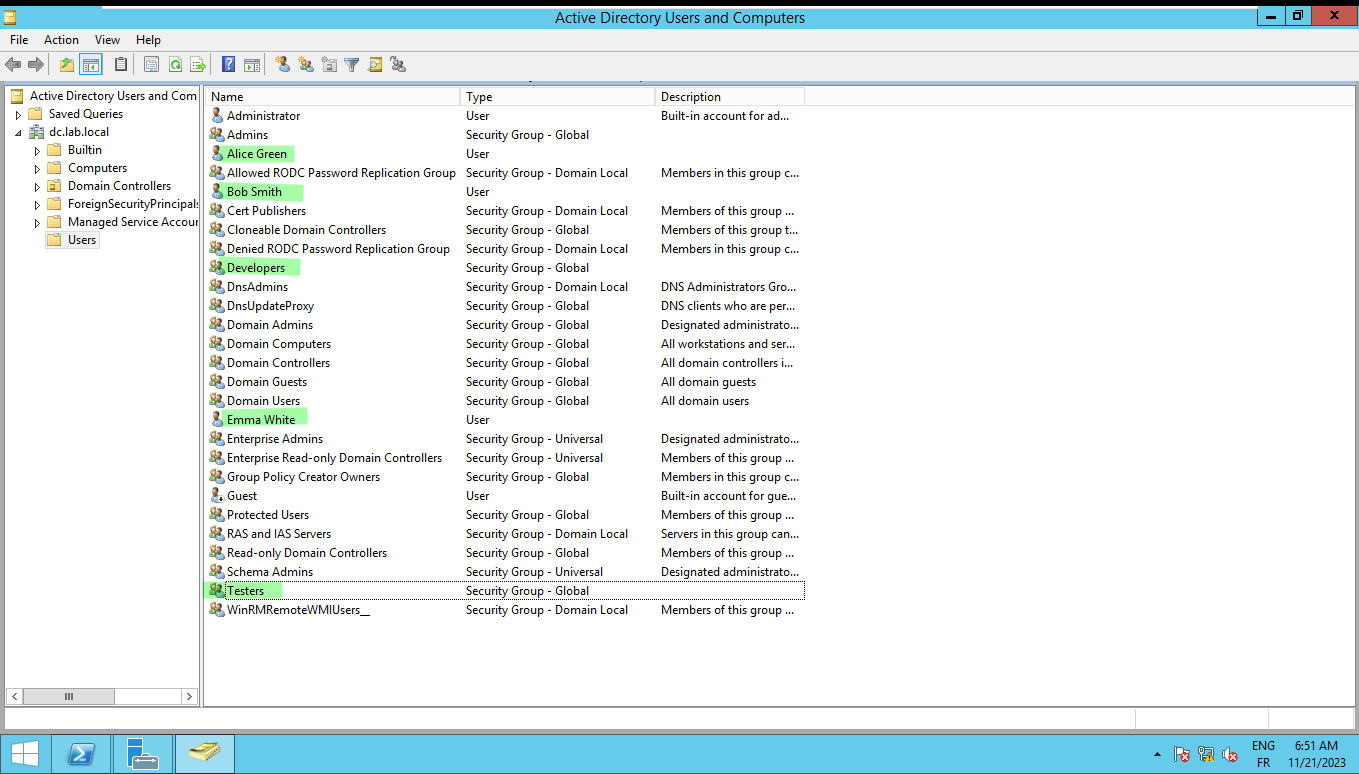 Active Directory Users and Computers
File Action View Help
Active Directory Users and Com
Saved Queries
dc.lab.local
Builtin
Computers
Domain Controllers
ForeignSecurityPrincipals
Managed Service Accour
Users
Name Type Description
Administrator User Built-in account for ad...
Admins Security Group - Global
Alice Green User
Allowed RODC Password Replication Group Security Group - Domain Local Members in this group c...
Bob Smith User
Cert Publishers Security Group - Domain Local Members of this group ...
Cloneable Domain Controllers Security Group - Global Members of this group t...
Denied RODC Password Replication Group Security Group - Domain Local Members in this group c...
Developers Security Group - Global
DnsAdmins Security Group - Domain Local DNS Administrators Gro...
DnsUpdateProxy Security Group - Global DNS clients who are per...
Domain Admins Security Group - Global Designated administrato...
Domain Computers Security Group - Global All workstations and ser...
Domain Controllers Security Group - Global All domain controllers i...
Domain Guests Security Group - Global All domain guests
Domain Users Security Group - Global All domain users
Emma White User
Enterprise Admins Security Group - Universal Designated administrato...
Enterprise Read-only Domain Controllers Security Group - Universal Members of this group ...
Group Policy Creator Owners Security Group - Global Members in this group c...
Guest User Built-in account for gue...
Protected Users Security Group - Global Members of this group ...
RAS and IAS Servers Security Group - Domain Local Servers in this group can...
Read-only Domain Controllers Security Group - Global Members of this group ...
Schema Admins Security Group - Universal Designated administrato...
Testers Security Group - Global
WinRMRemoteWMIUsers__ Security Group - Domain Local Members of this group ...
ENG 6:51 AM
FR 11/21/2023